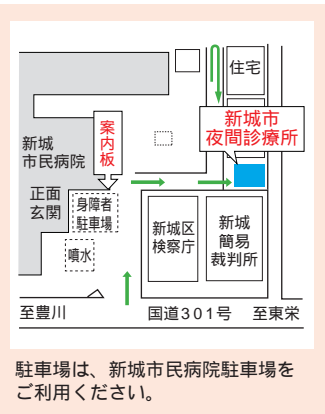 住宅
新城市
夜間診療所
案内板
新城
市民病院
正面
玄関
身障者
駐車場
噴水
新城区
検察庁
新城
簡易
裁判所
至豊川
国道301号
至東栄
駐車場は、新城市民病院駐車場を
ご利用ください。